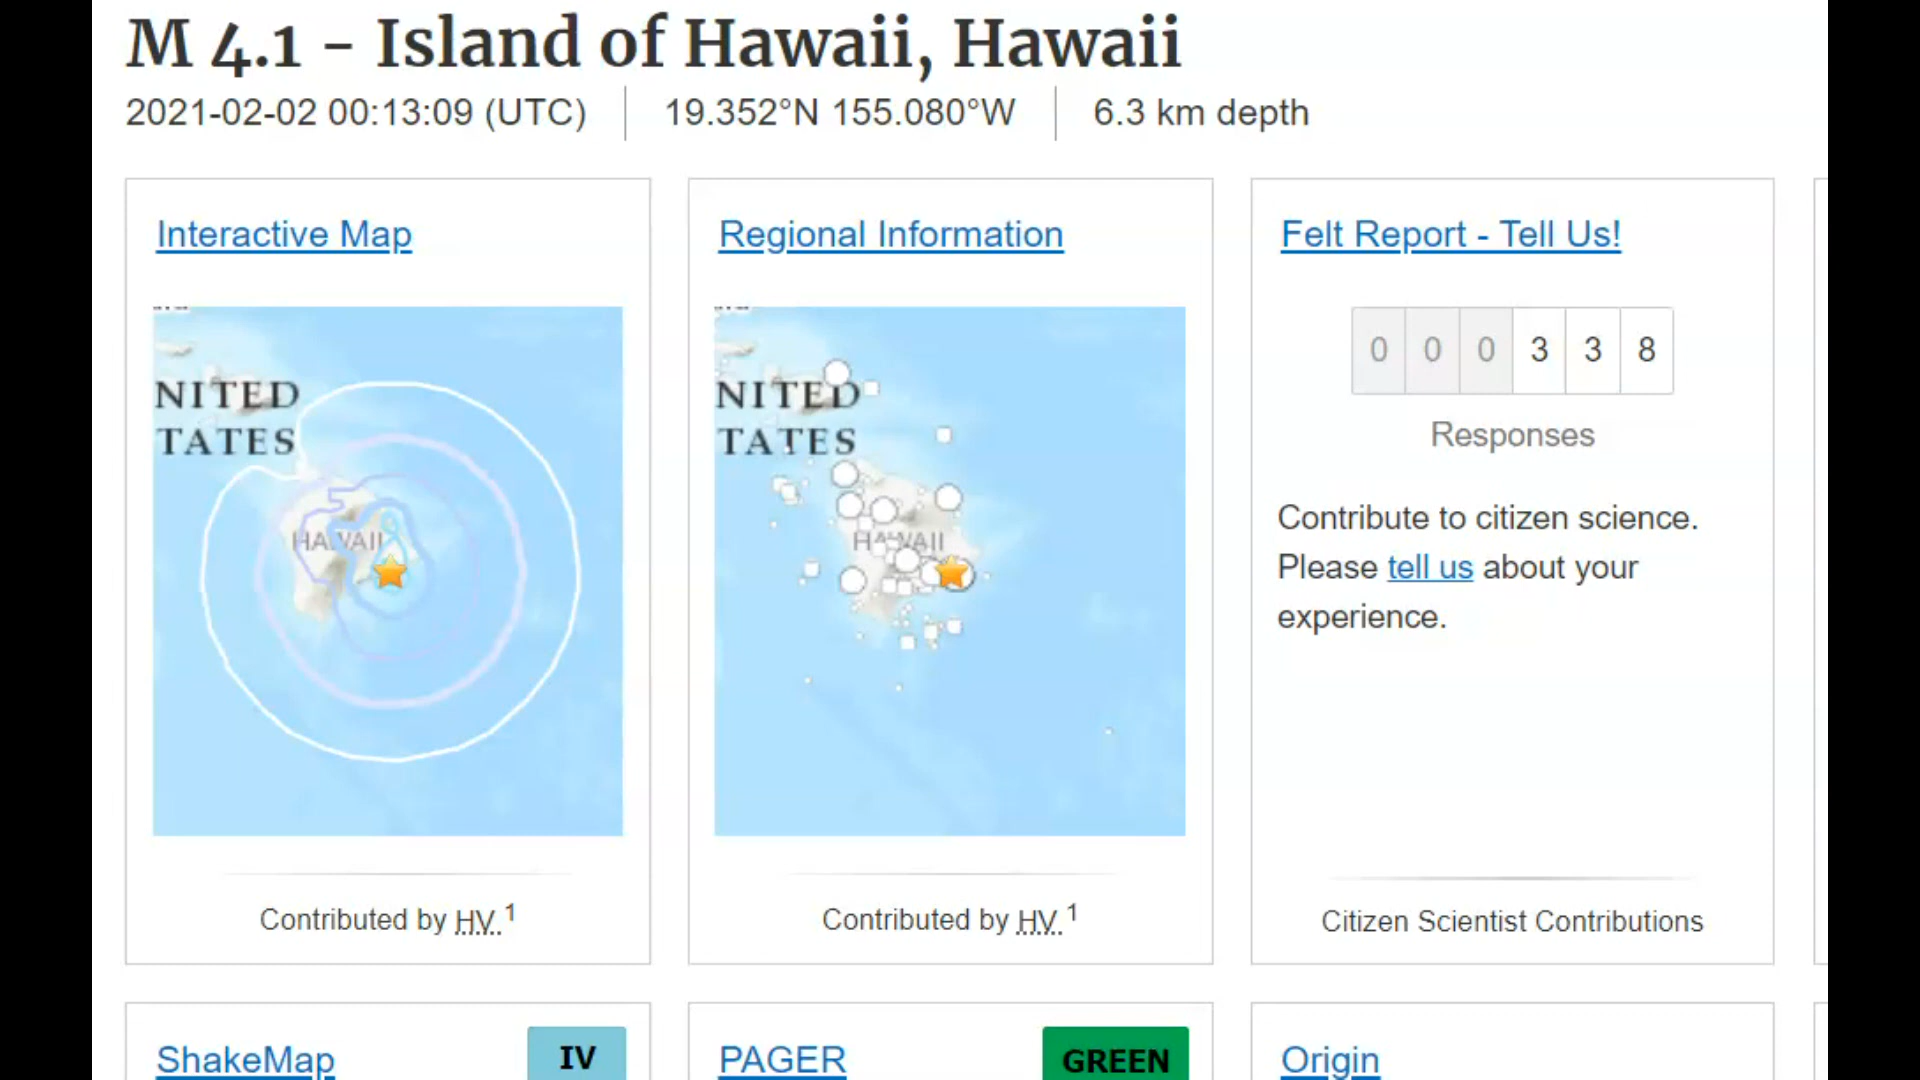 M 4.1 - Island of Hawaii, Hawaii
2021-02-02 00:13:09 (UTC) 19.352°N 155.080°W 6.3 km depth
Interactive Map
NITED
TATES
HAWAII
Contributed by HV 1
Regional Information
NITED
TATES
HAWAII
Contributed by HV 1
Felt Report - Tell Us!
0 0 0 3 3 8
Responses
Contribute to citizen science.
Please tell us about your
experience.
Citizen Scientist Contributions
ShakeMap IV
PAGER GREEN
Origin